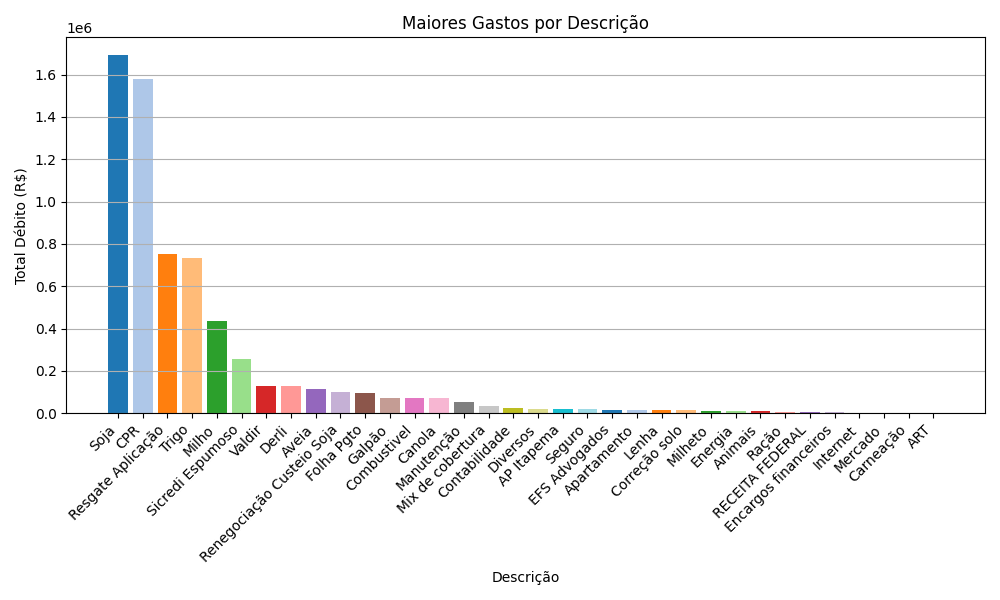 Maiores Gastos por Descrição
1e6
Total Débito (R$)
1.6
1.4
1.2
1.0
0.8
0.6
0.4
0.2
0.0
Soja
CPR
Resgate Aplicação
Trigo
Milho
Sicredi Espumoso
Valdir
Derli
Aveia
Renegociação Custeio Soja
Folha Pgto
Galpão
Combustivel
Canola
Manutenção
Mix de cobertura
Contabilidade
Diversos
AP Itapema
Seguro
EFS Advogados
Apartamento
Lenha
Correção solo
Milheto
Energia
Animais
Ração
RECEITA FEDERAL
Encargos financeiros
Internet
Mercado
Carneação
ART
Descrição